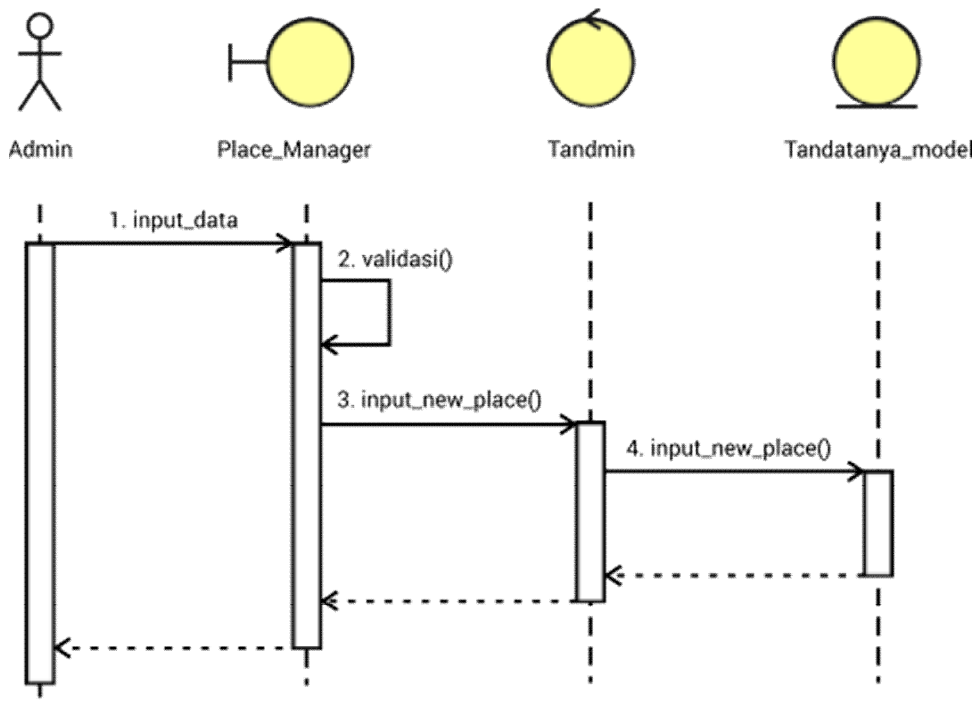 Admin
Place_Manager
Tandmin
Tandatanya_model
1. input_data
2. validasi()
3. input_new_place()
4. input_new_place()